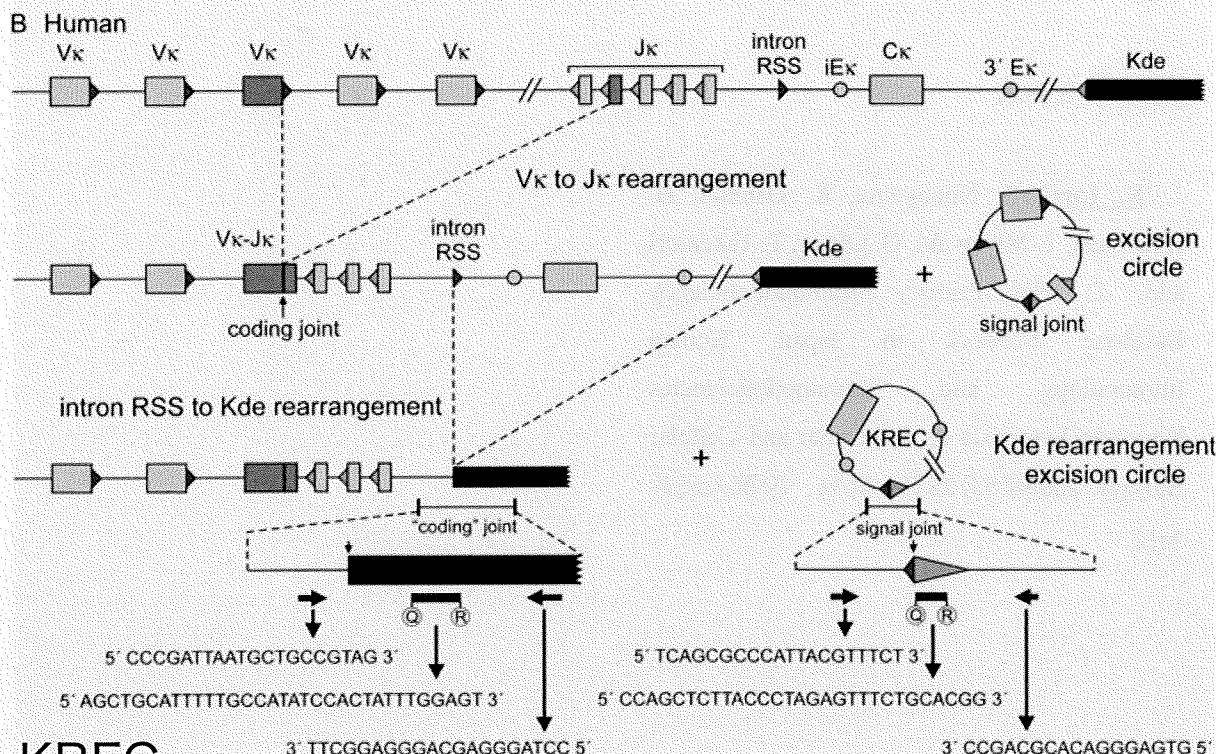 B Human
Vκ Vκ Vκ Vκ Vκ Jκ intron RSS iEκ Cκ 3´ Eκ Kde
Vκ to Jκ rearrangement
Vκ-Jκ intron RSS Kde + excision circle
coding joint signal joint
intron RSS to Kde rearrangement
+ KREC Kde rearrangement excision circle
"coding" joint signal joint
Q R Q R
5´ CCCGATTAATGCTGCCGTAG 3´ 5´ TCAGCGCCCATTACGTTTCT 3´
5´ AGCTGCATTTTTGCCATATCCACTATTTGGAGT 3´ 5´ CCAGCTCTTACCCTAGAGTTTCTGCACGG 3´
3´ TTCGGAGGGACGAGGGATCC 5´ 3´ CCGACGCACAGGGAGTG 5´